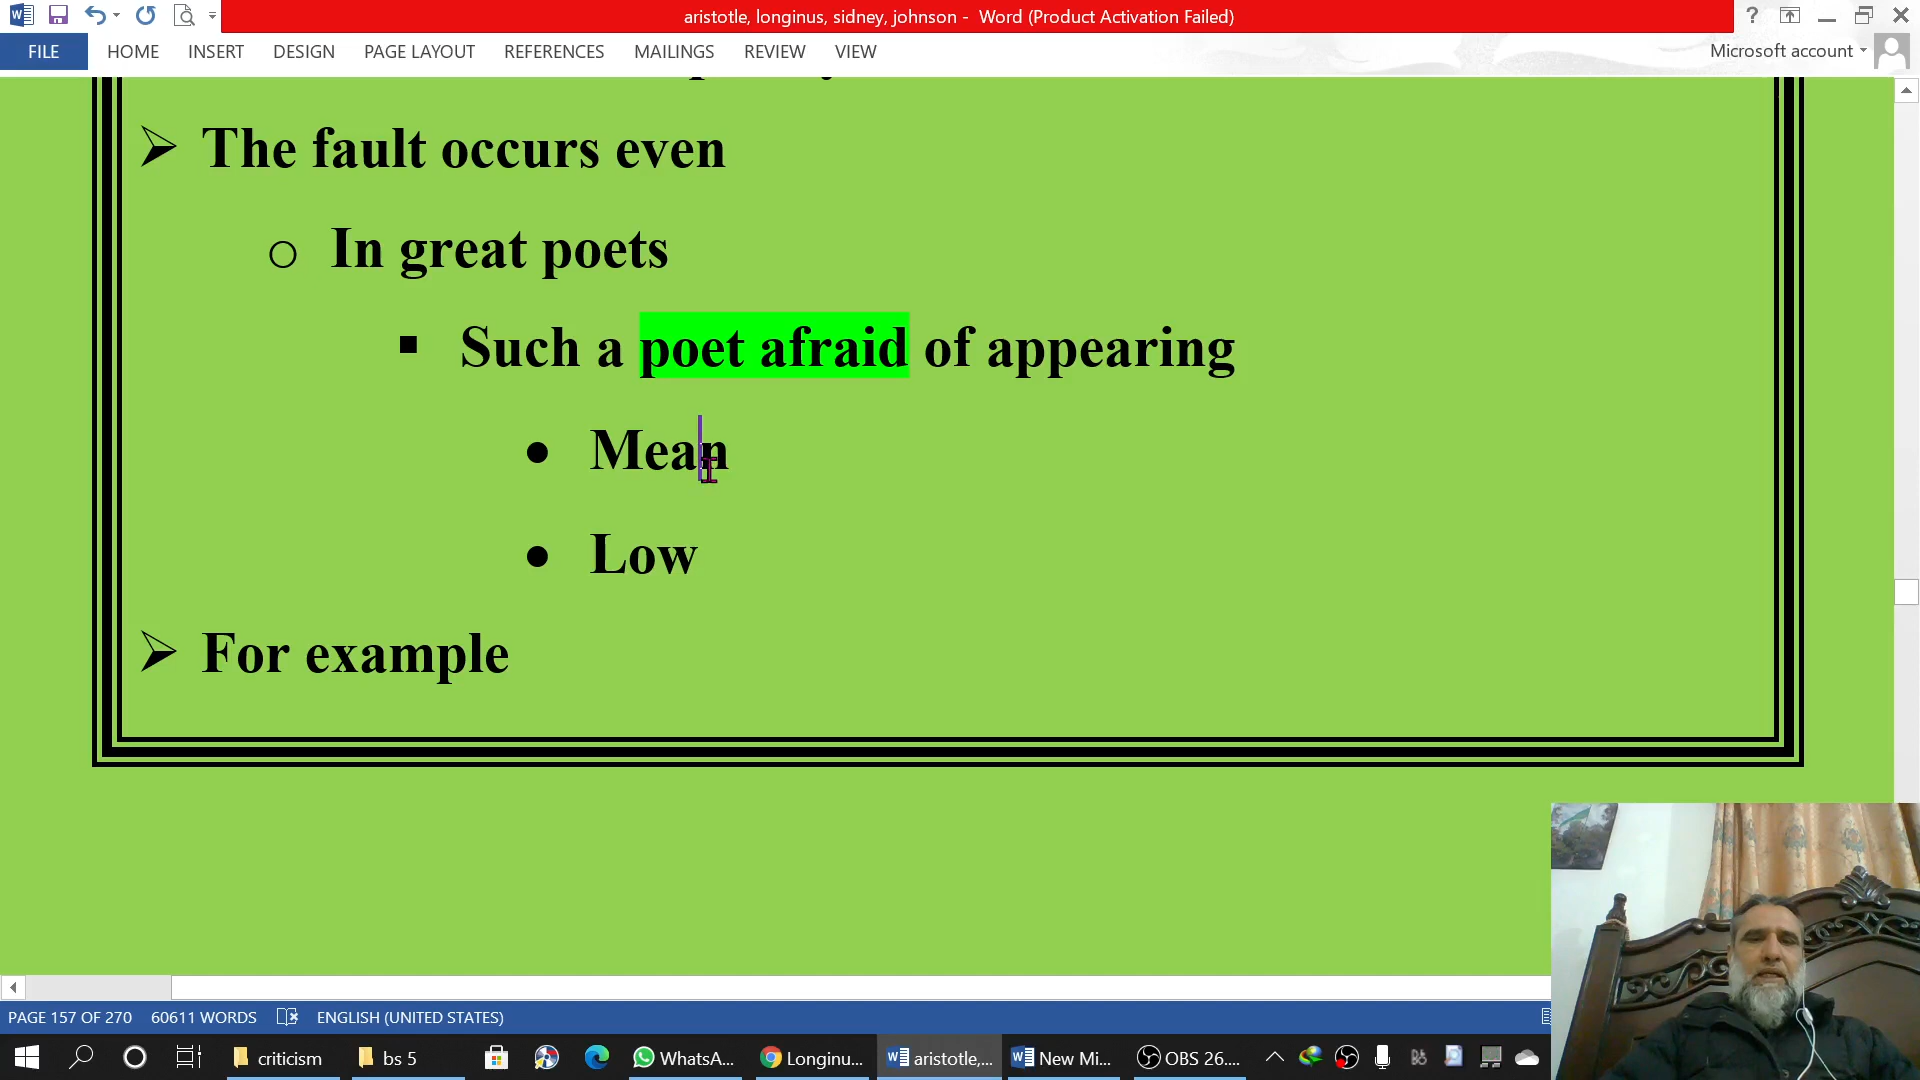 aristotle, longinus, sidney, johnson - Word (Product Activation Failed)
FILE HOME INSERT DESIGN PAGE LAYOUT REFERENCES MAILINGS REVIEW VIEW Microsoft account
The fault occurs even
In great poets
Such a poet afraid of appearing
Mean
Low
For example
PAGE 157 OF 270 60611 WORDS ENGLISH (UNITED STATES)
criticism bs 5 WhatsA... Longinu... aristotle,... New Mi... OBS 26....